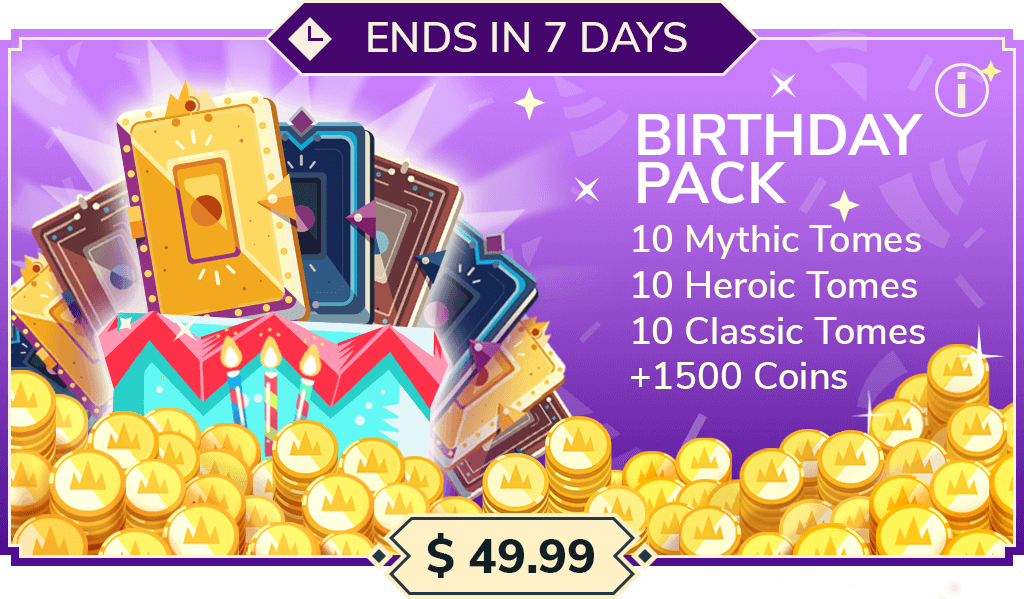 ENDS IN 7 DAYS
i
BIRTHDAY
PACK
10 Mythic Tomes
10 Heroic Tomes
10 Classic Tomes
+1500 Coins
$ 49.99